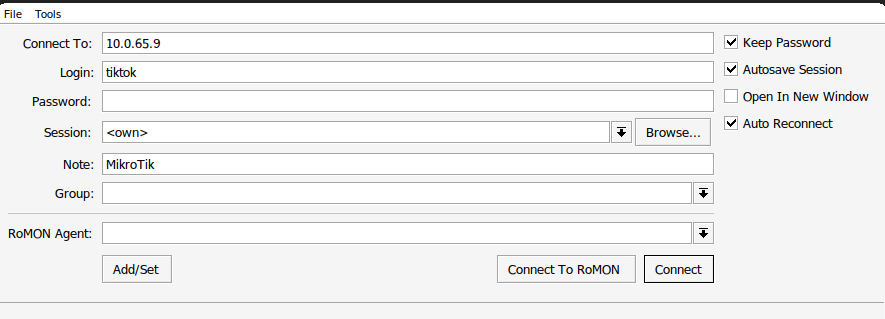 File Tools
Connect To: 10.0.65.9 Keep Password
Login: tiktok Autosave Session
Password: Open In New Window
Session: <own> Browse... Auto Reconnect
Note: MikroTik
Group:
RoMON Agent:
Add/Set Connect To RoMON Connect